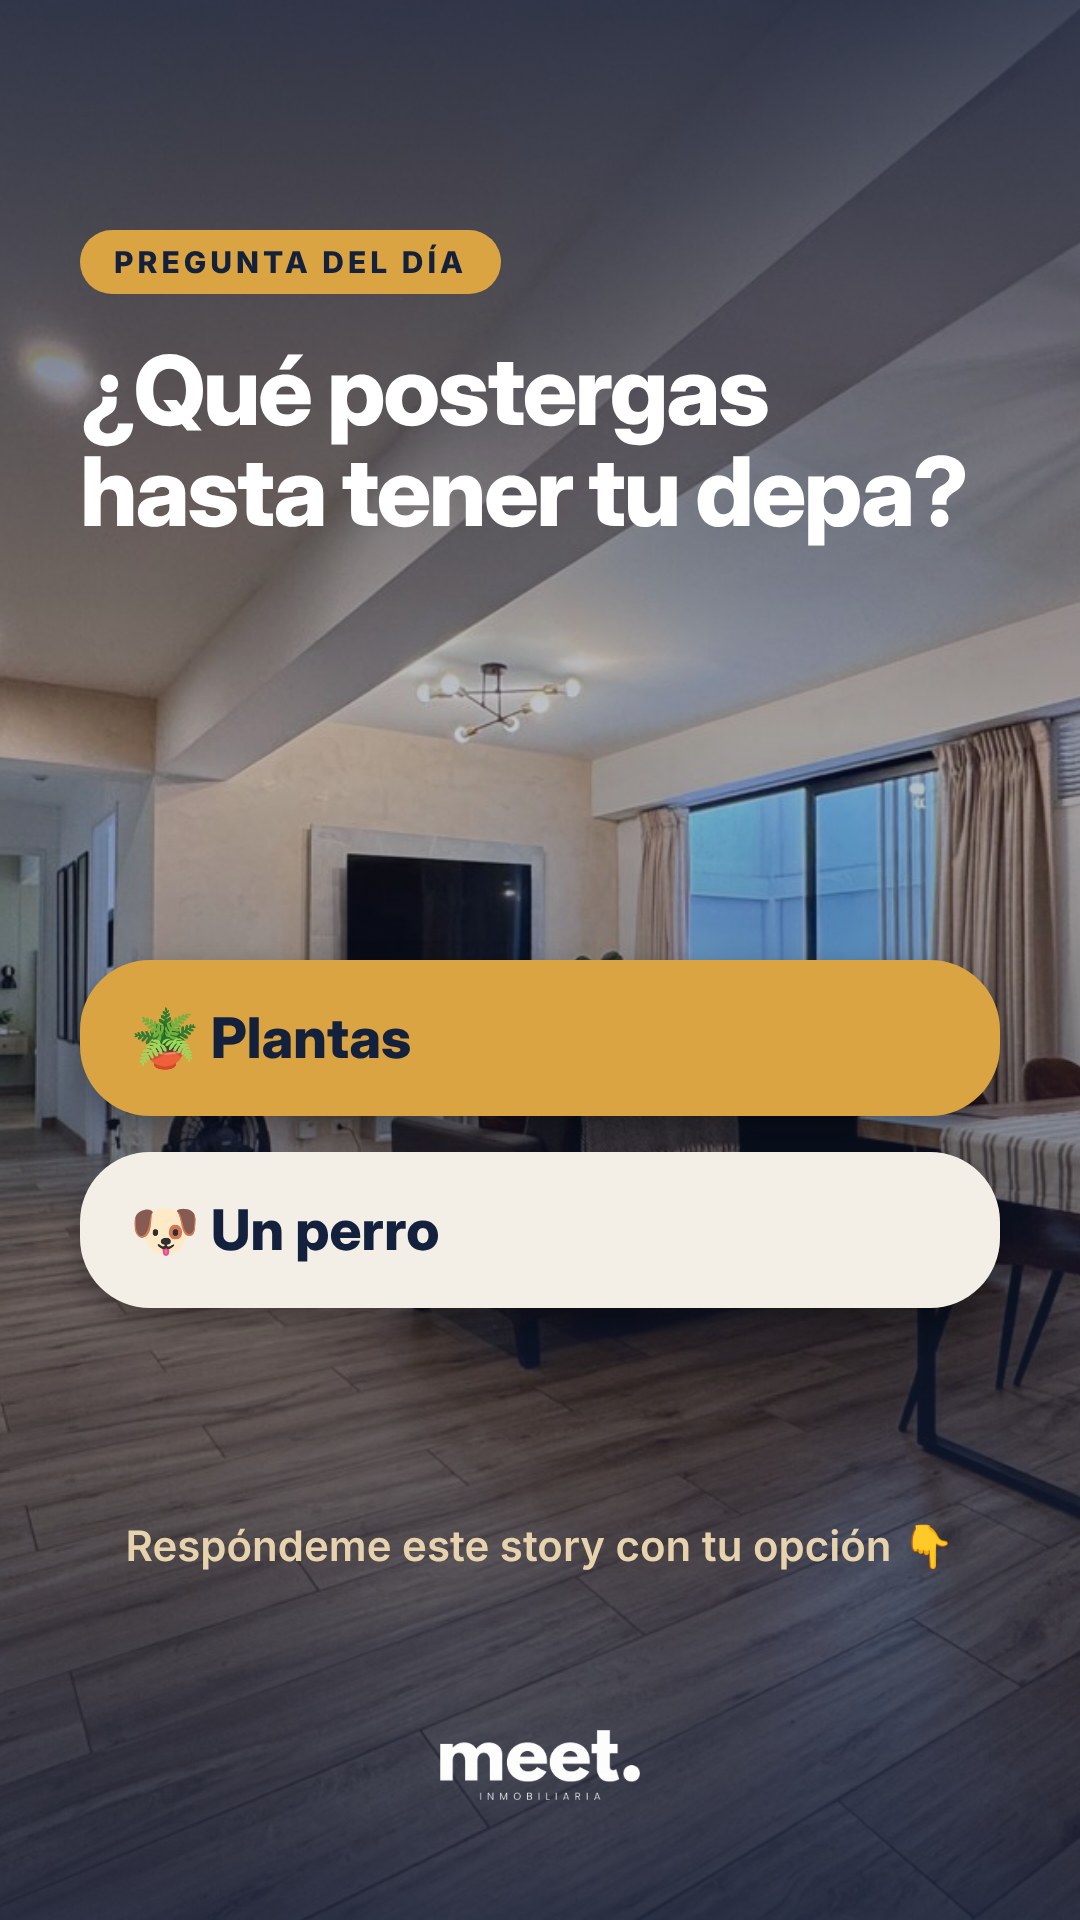 PREGUNTA DEL DÍA
¿Qué postergas
hasta tener tu depa?
🪴 Plantas
🐶 Un perro
Respóndeme este story con tu opción 👇
meet.
INMOBILIARIA